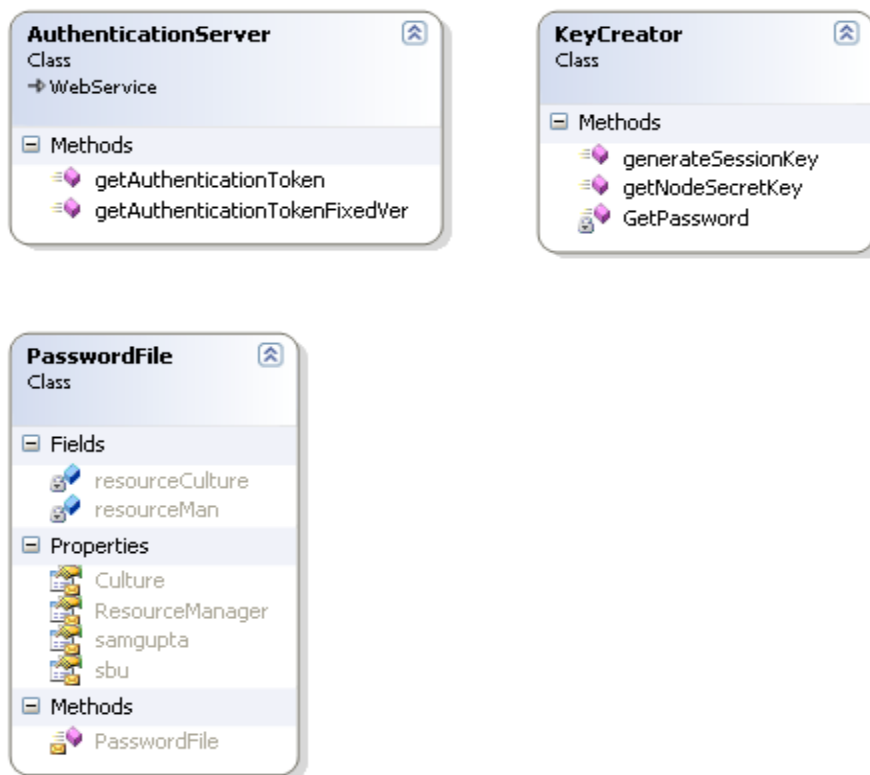 AuthenticationServer
Class
WebService
Methods
getAuthenticationToken
getAuthenticationTokenFixedVer
KeyCreator
Class
Methods
generateSessionKey
getNodeSecretKey
GetPassword
PasswordFile
Class
Fields
resourceCulture
resourceMan
Properties
Culture
ResourceManager
samgupta
sbu
Methods
PasswordFile